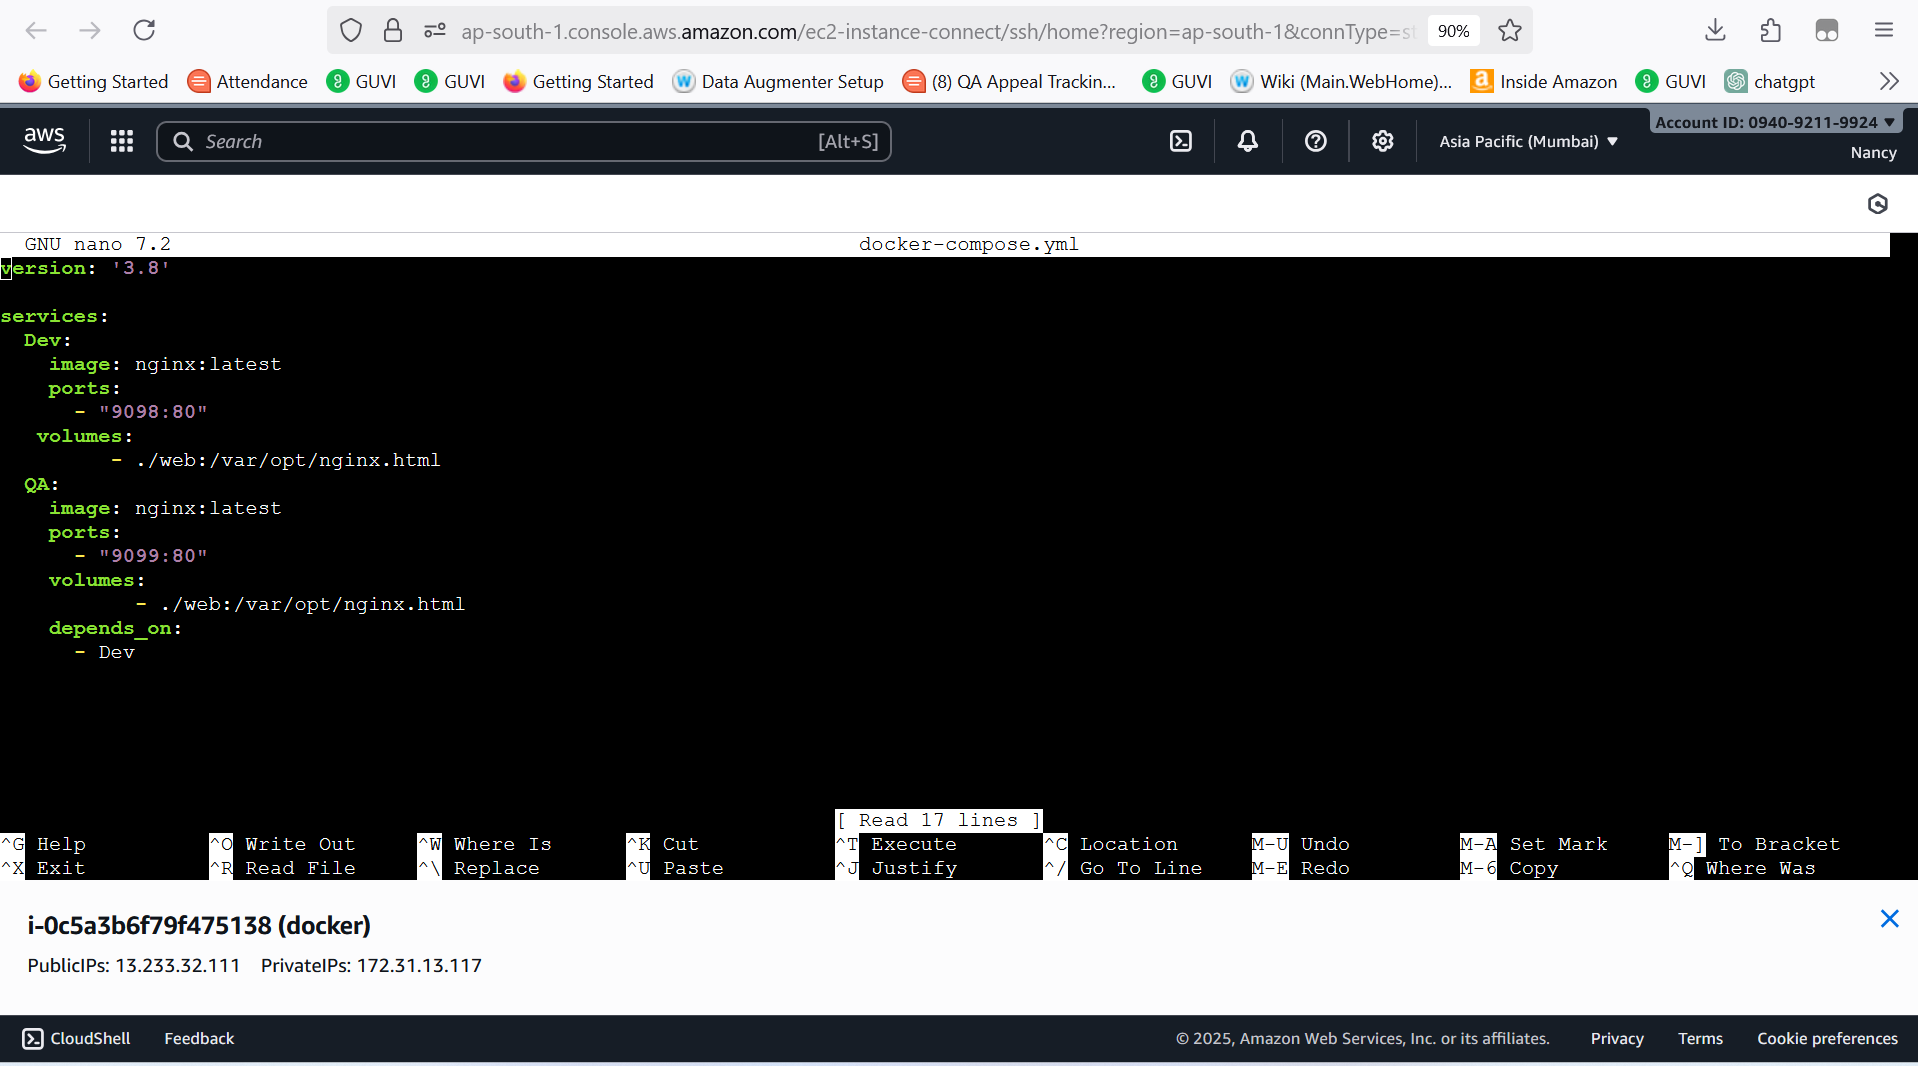 ap-south-1.console.aws.amazon.com/ec2-instance-connect/ssh/home?region=ap-south-1&connType=st
90%
Getting Started
Attendance
GUVI
GUVI
Getting Started
Data Augmenter Setup
(8) QA Appeal Trackin...
GUVI
Wiki (Main.WebHome)...
Inside Amazon
GUVI
chatgpt
aws
Search [Alt+S]
Asia Pacific (Mumbai)
Account ID: 0940-9211-9924
Nancy
GNU nano 7.2 docker-compose.yml
version: '3.8'
services:
  Dev:
    image: nginx:latest
    ports:
      - "9098:80"
   volumes:
         - ./web:/var/opt/nginx.html
  QA:
    image: nginx:latest
    ports:
      - "9099:80"
    volumes:
           - ./web:/var/opt/nginx.html
    depends_on:
      - Dev
[ Read 17 lines ]
^G Help ^O Write Out ^W Where Is ^K Cut ^T Execute ^C Location M-U Undo M-A Set Mark M-] To Bracket
^X Exit ^R Read File ^\ Replace ^U Paste ^J Justify ^/ Go To Line M-E Redo M-6 Copy ^Q Where Was
i-0c5a3b6f79f475138 (docker)
PublicIPs: 13.233.32.111 PrivateIPs: 172.31.13.117
CloudShell Feedback © 2025, Amazon Web Services, Inc. or its affiliates. Privacy Terms Cookie preferences